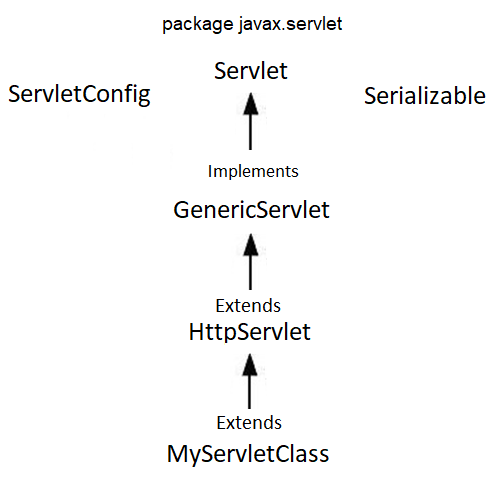 package javax.servlet
Servlet
ServletConfig
Serializable
Implements
GenericServlet
Extends
HttpServlet
Extends
MyServletClass